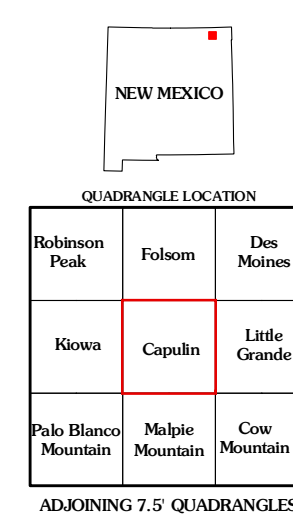 NEW MEXICO
QUADRANGLE LOCATION
Robinson
Peak
Folsom
Des
Moines
Kiowa
Capulin
Little
Grande
Palo Blanco
Mountain
Malpie
Mountain
Cow
Mountain
ADJOINING 7.5' QUADRANGLES